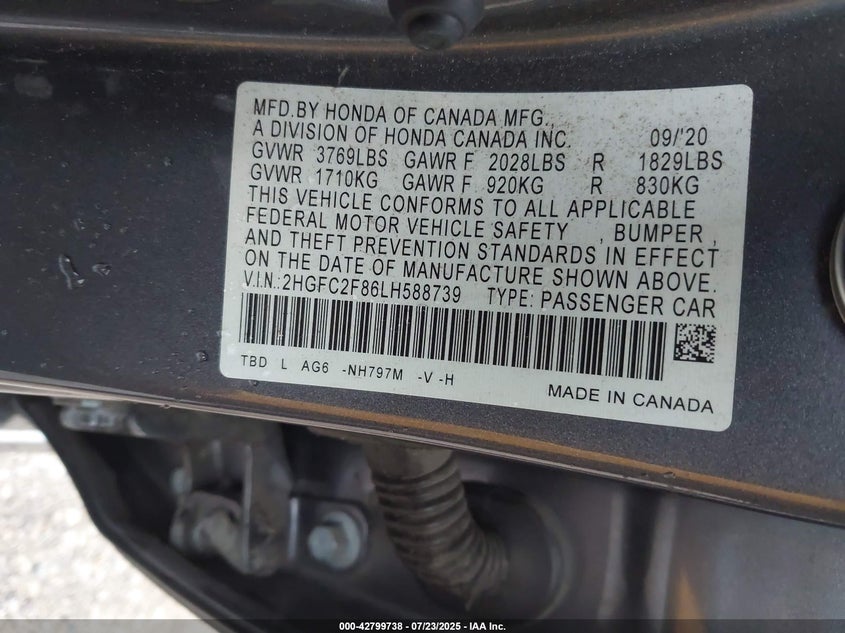 MFD.BY HONDA OF CANADA MFG.,
A DIVISION OF HONDA CANADA INC. 09/'20
GVWR 3769LBS GAWR F 2028LBS R 1829LBS
GVWR 1710KG GAWR F 920KG R 830KG
THIS VEHICLE CONFORMS TO ALL APPLICABLE
FEDERAL MOTOR VEHICLE SAFETY , BUMPER ,
AND THEFT PREVENTION STANDARDS IN EFFECT
ON THE DATE OF MANUFACTURE SHOWN ABOVE.
V.I.N.:2HGFC2F86LH588739 TYPE: PASSENGER CAR
TBD L AG6 -NH797M -V -H
MADE IN CANADA
000-42799738 - 07/23/2025 - IAA Inc.